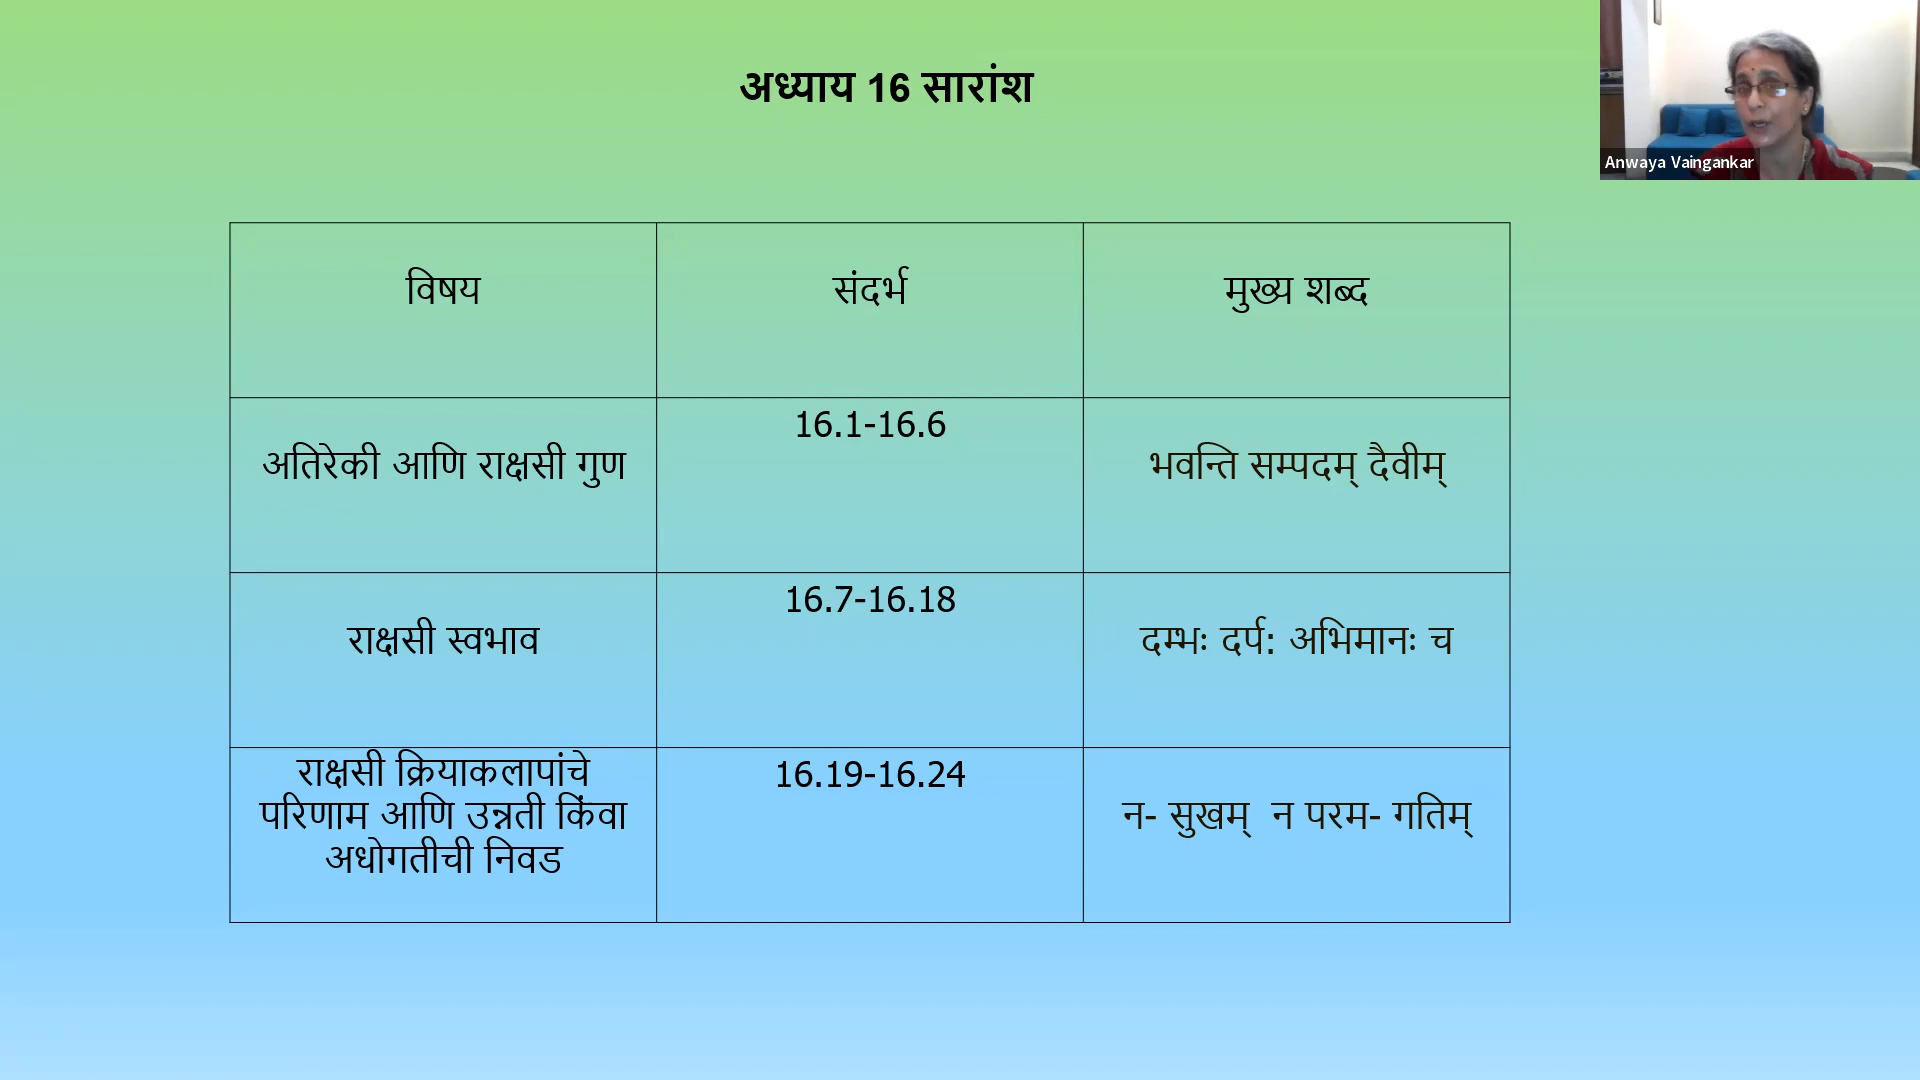 अध्याय 16 सारांश
Anwaya Vaingankar
विषय
संदर्भ
मुख्य शब्द
अतिरेकी आणि राक्षसी गुण
16.1-16.6
भवन्ति सम्पदम् दैवीम्
राक्षसी स्वभाव
16.7-16.18
दम्भः दर्प: अभिमानः च
राक्षसी क्रियाकलापांचे
परिणाम आणि उन्नती किंवा
अधोगतीची निवड
16.19-16.24
न- सुखम्  न परम- गतिम्